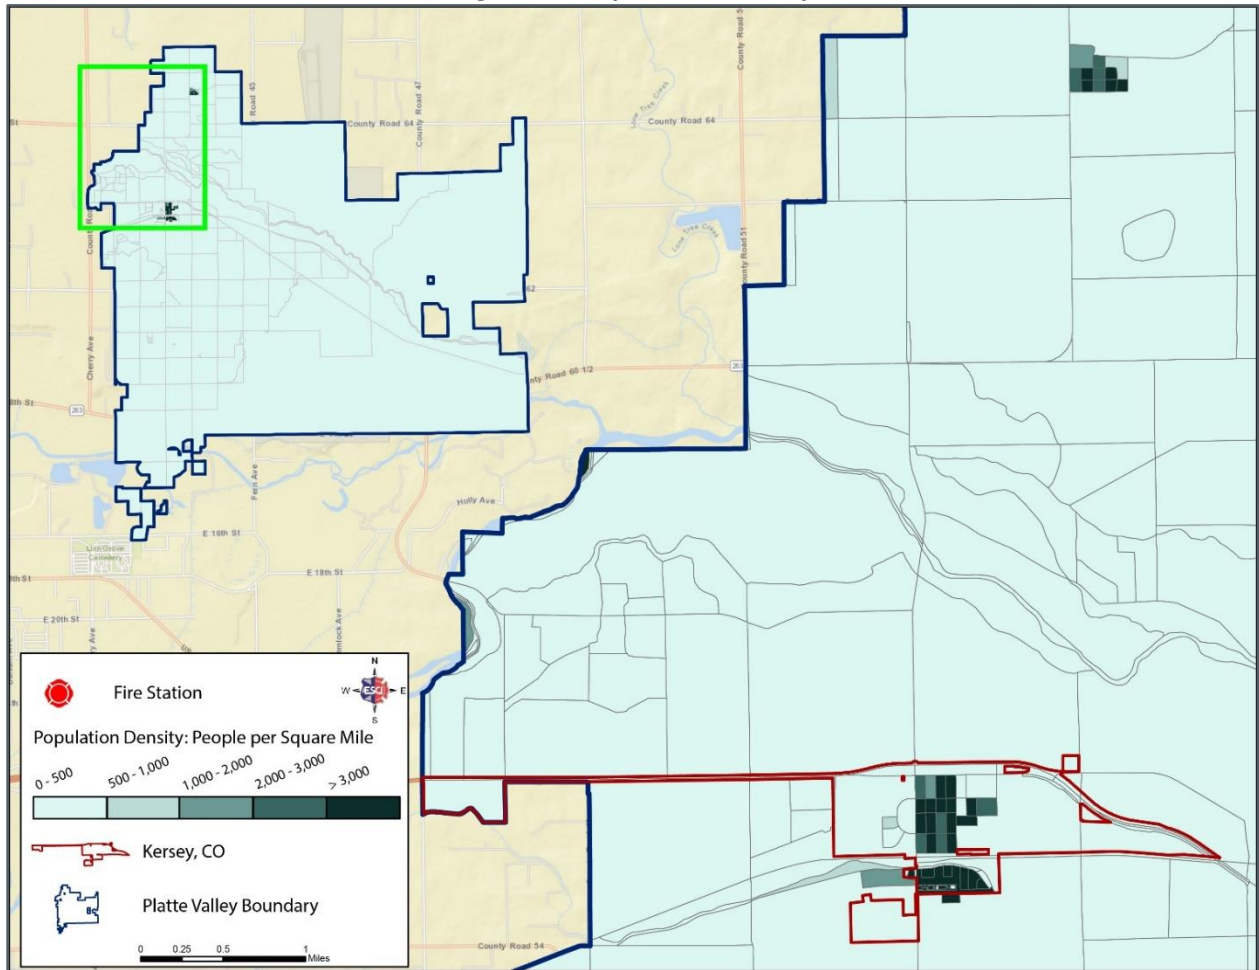 County Road 5
Road 45
County Road 47
County Road 51
St
County Road 64
County Road 64
Lone Tree Creek
Lone Tree Creek
County Roa
62
Cherry Ave
nty Road 60 1/2
263
8th St
263
Fern Ave
Holly Ave
E 16th St
Linn Grove
Cemetery
8th St
E 18th St
E 20th St
Fire Station
N
W
ESCI
E
S
Population Density: People per Square Mile
0 - 500
500 - 1,000
1,000 - 2,000
2,000 - 3,000
> 3,000
Kersey, CO
Platte Valley Boundary
0
0.25
0.5
1
Miles
County Road 54